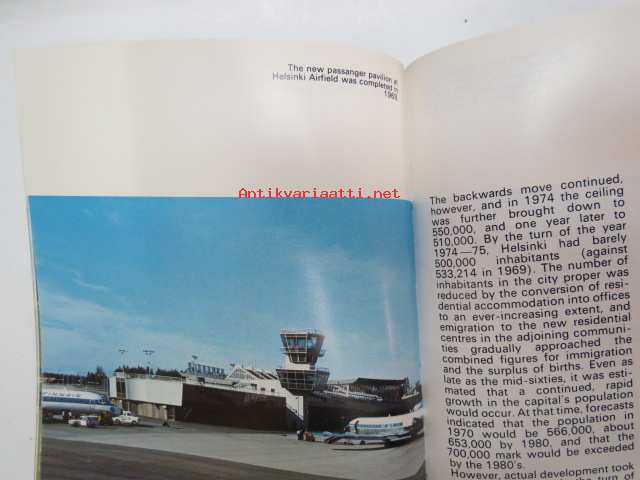 The new passanger pavilion at
Helsinki Airfield was completed in
1969.
Antikvariaatti.net
The backwards move continued,
however, and in 1974 the ceiling
was further brought down to
550,000, and one year later to
510,000. By the turn of the year
1974—75, Helsinki had barely
500,000 inhabitants (against
533,214 in 1969). The number of
inhabitants in the city proper was
reduced by the conversion of resi-
dential accommodation into offices
to an ever-increasing extent, and
emigration to the new residential
centres in the adjoining communi-
ties gradually approached the
combined figures for immigration
and the surplus of births. Even as
late as the mid-sixties, it was esti-
mated that a continued, rapid
growth in the capital's population
would occur. At that time, forecasts
indicated that the population in
1970 would be 566,000, about
653,000 by 1980, and that the
700,000 mark would be exceeded
by the 1980's.
However, actual development took
the turn of